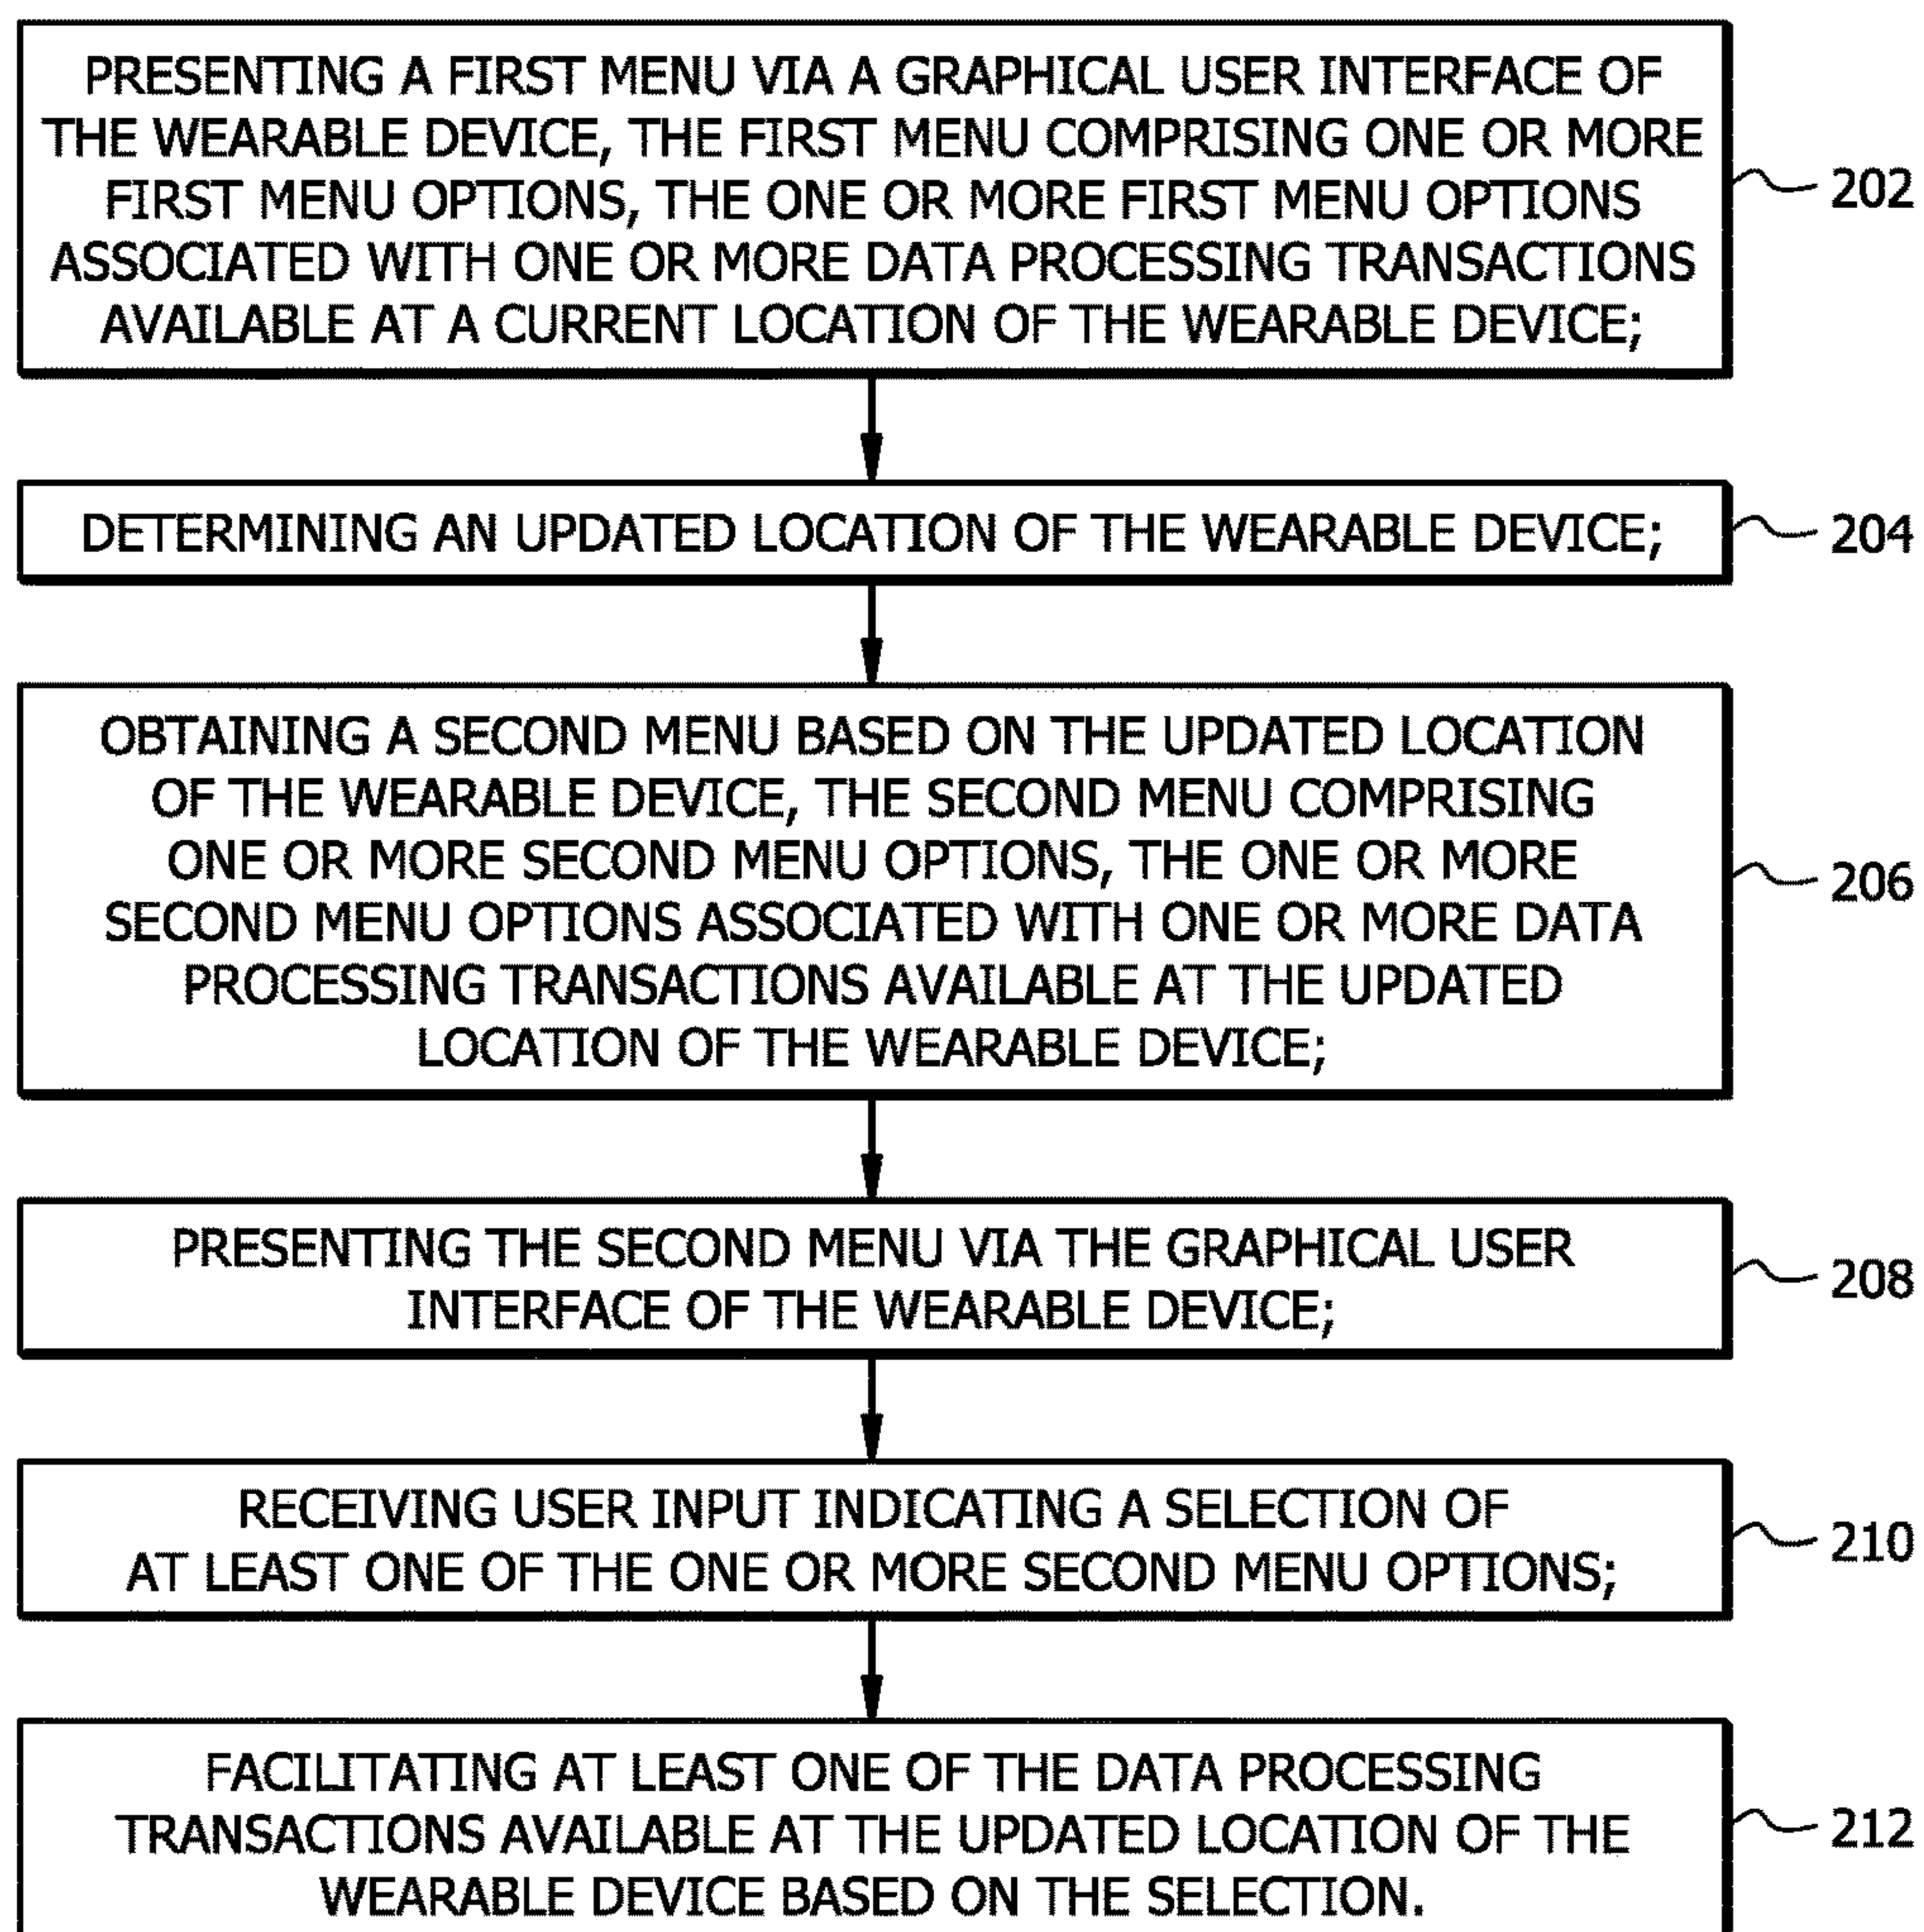 PRESENTING A FIRST MENU VIA A GRAPHICAL USER INTERFACE OF
THE WEARABLE DEVICE, THE FIRST MENU COMPRISING ONE OR MORE
FIRST MENU OPTIONS, THE ONE OR MORE FIRST MENU OPTIONS
ASSOCIATED WITH ONE OR MORE DATA PROCESSING TRANSACTIONS
AVAILABLE AT A CURRENT LOCATION OF THE WEARABLE DEVICE;
202
DETERMINING AN UPDATED LOCATION OF THE WEARABLE DEVICE;
204
OBTAINING A SECOND MENU BASED ON THE UPDATED LOCATION
OF THE WEARABLE DEVICE, THE SECOND MENU COMPRISING
ONE OR MORE SECOND MENU OPTIONS, THE ONE OR MORE
SECOND MENU OPTIONS ASSOCIATED WITH ONE OR MORE DATA
PROCESSING TRANSACTIONS AVAILABLE AT THE UPDATED
LOCATION OF THE WEARABLE DEVICE;
206
PRESENTING THE SECOND MENU VIA THE GRAPHICAL USER
INTERFACE OF THE WEARABLE DEVICE;
208
RECEIVING USER INPUT INDICATING A SELECTION OF
AT LEAST ONE OF THE ONE OR MORE SECOND MENU OPTIONS;
210
FACILITATING AT LEAST ONE OF THE DATA PROCESSING
TRANSACTIONS AVAILABLE AT THE UPDATED LOCATION OF THE
WEARABLE DEVICE BASED ON THE SELECTION.
212